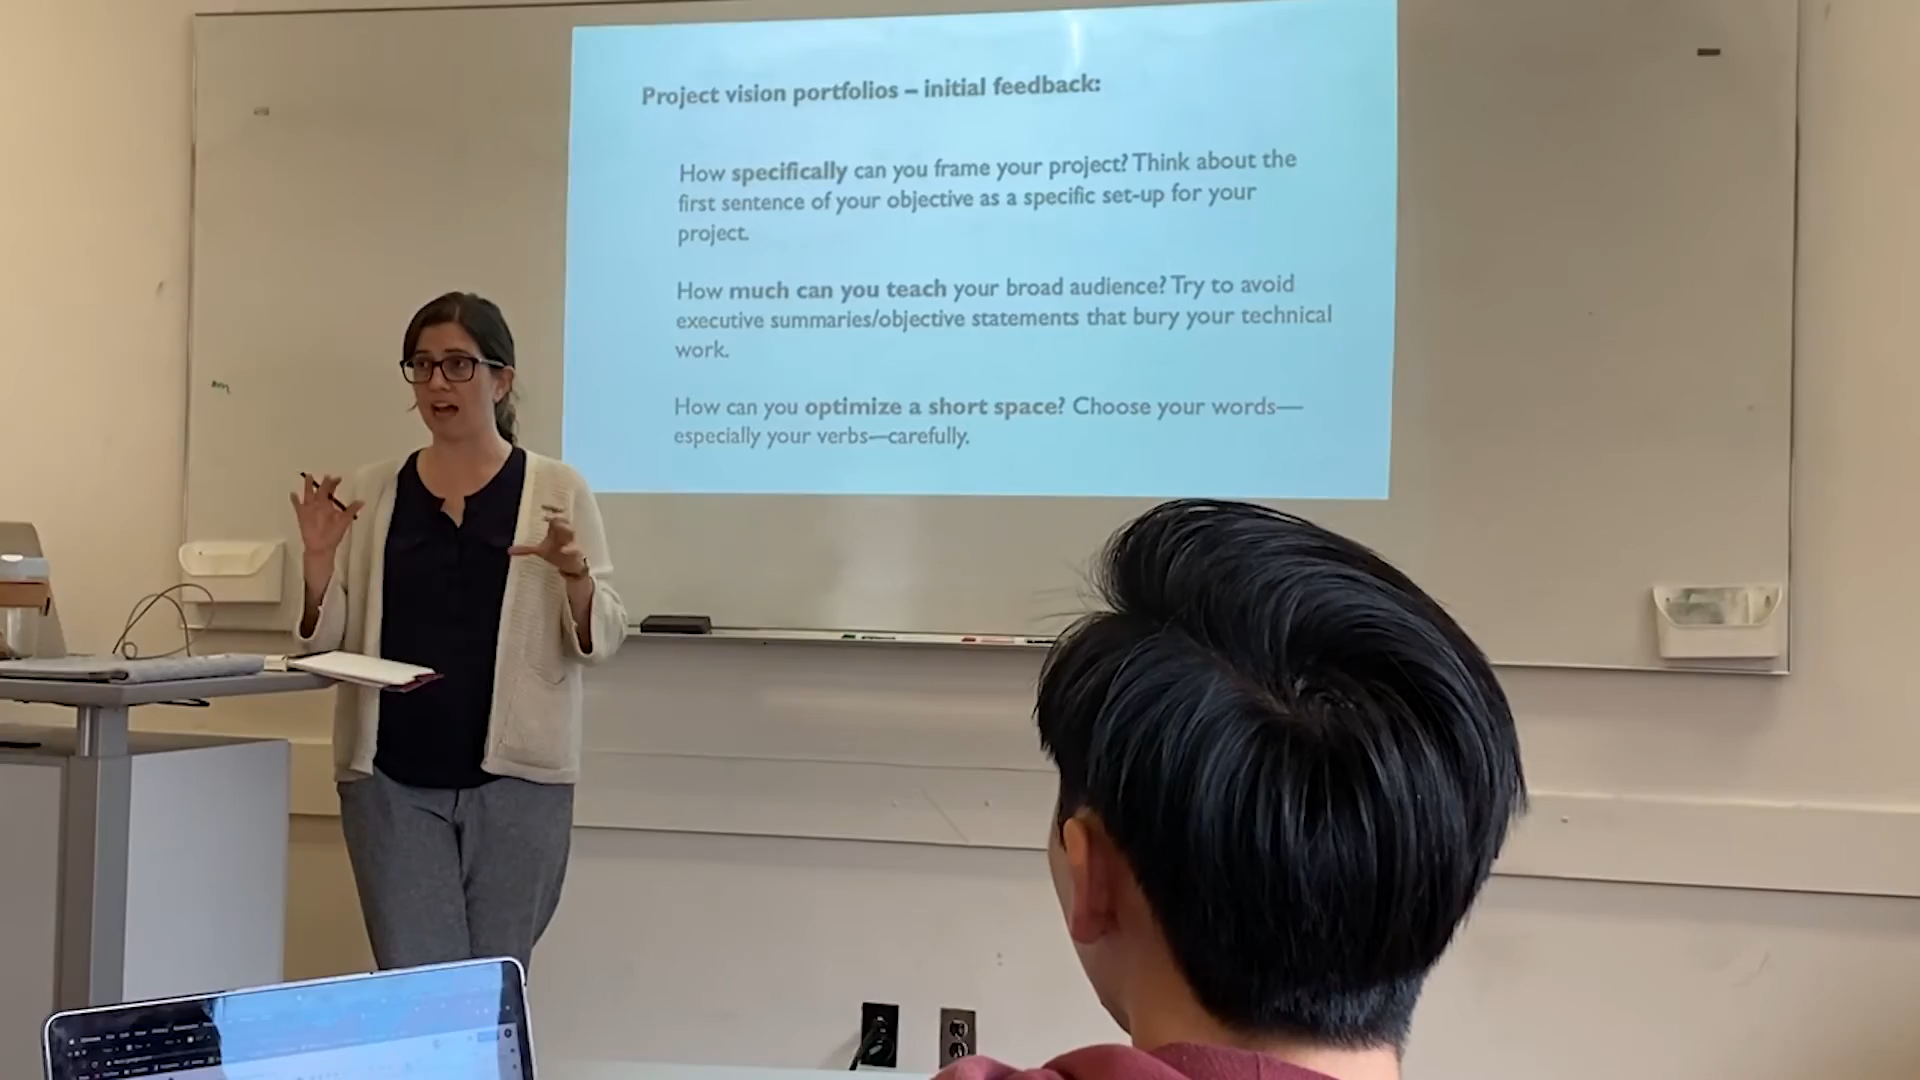 Project vision portfolios – initial feedback:
How specifically can you frame your project? Think about the
first sentence of your objective as a specific set-up for your
project.
How much can you teach your broad audience? Try to avoid
executive summaries/objective statements that bury your technical
work.
How can you optimize a short space? Choose your words—
especially your verbs—carefully.